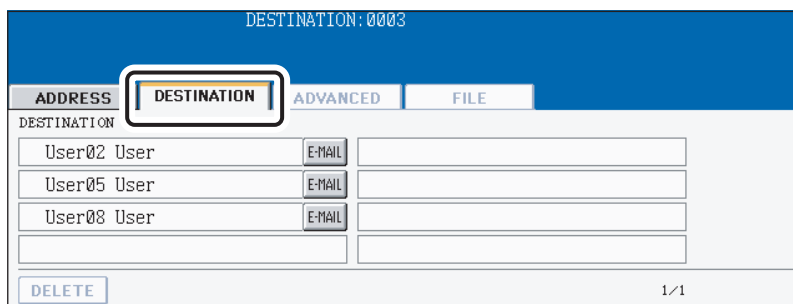 DESTINATION:0003
ADDRESS DESTINATION ADVANCED FILE
DESTINATION
User02 User E-MAIL
User05 User E-MAIL
User08 User E-MAIL
DELETE 1/1